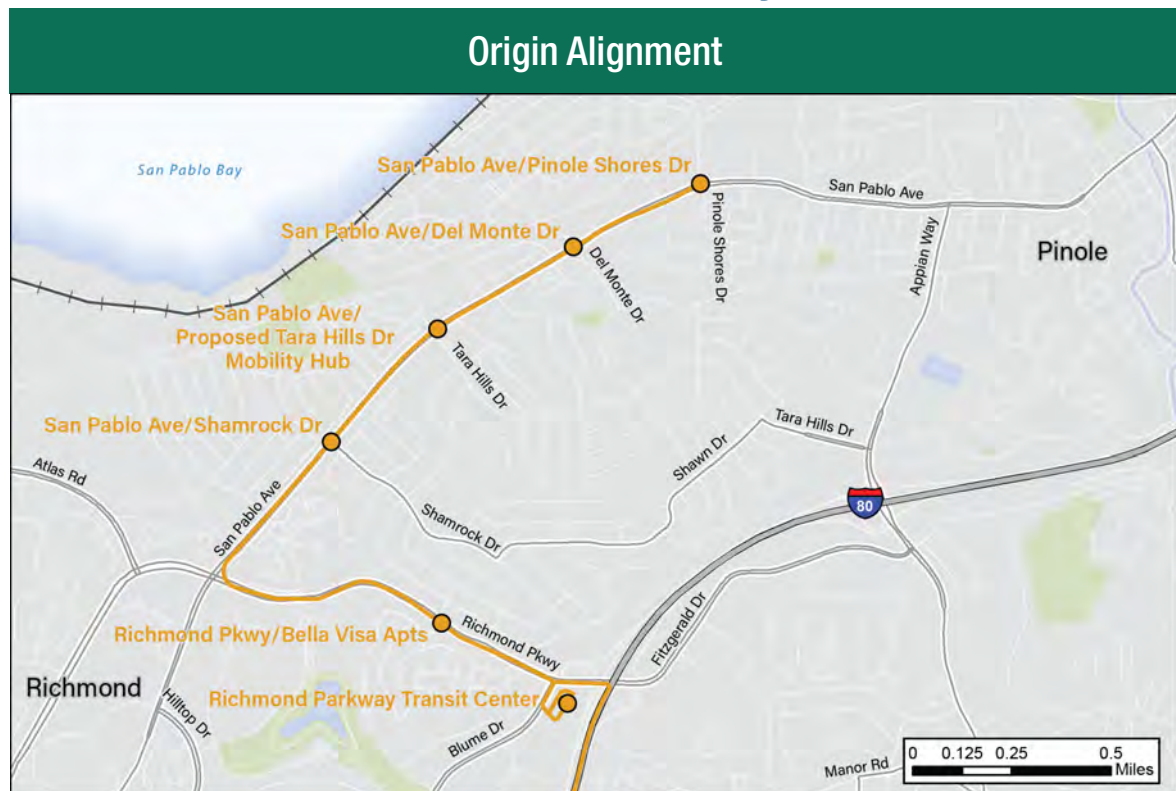 Origin Alignment
San Pablo Bay
San Pablo Ave/Pinole Shores Dr
San Pablo Ave
Pinole Shores Dr
San Pablo Ave/Del Monte Dr
Del Monte Dr
Appian Way
Pinole
San Pablo Ave/
Proposed Tara Hills Dr
Mobility Hub
Tara Hills Dr
San Pablo Ave/Shamrock Dr
Tara Hills Dr
Shawn Dr
Atlas Rd
San Pablo Ave
Shamrock Dr
80
Fitzgerald Dr
Richmond Pkwy/Bella Visa Apts
Richmond Pkwy
Richmond
Hilltop Dr
Richmond Parkway Transit Center
Blume Dr
Manor Rd
0 0.125 0.25 0.5
Miles